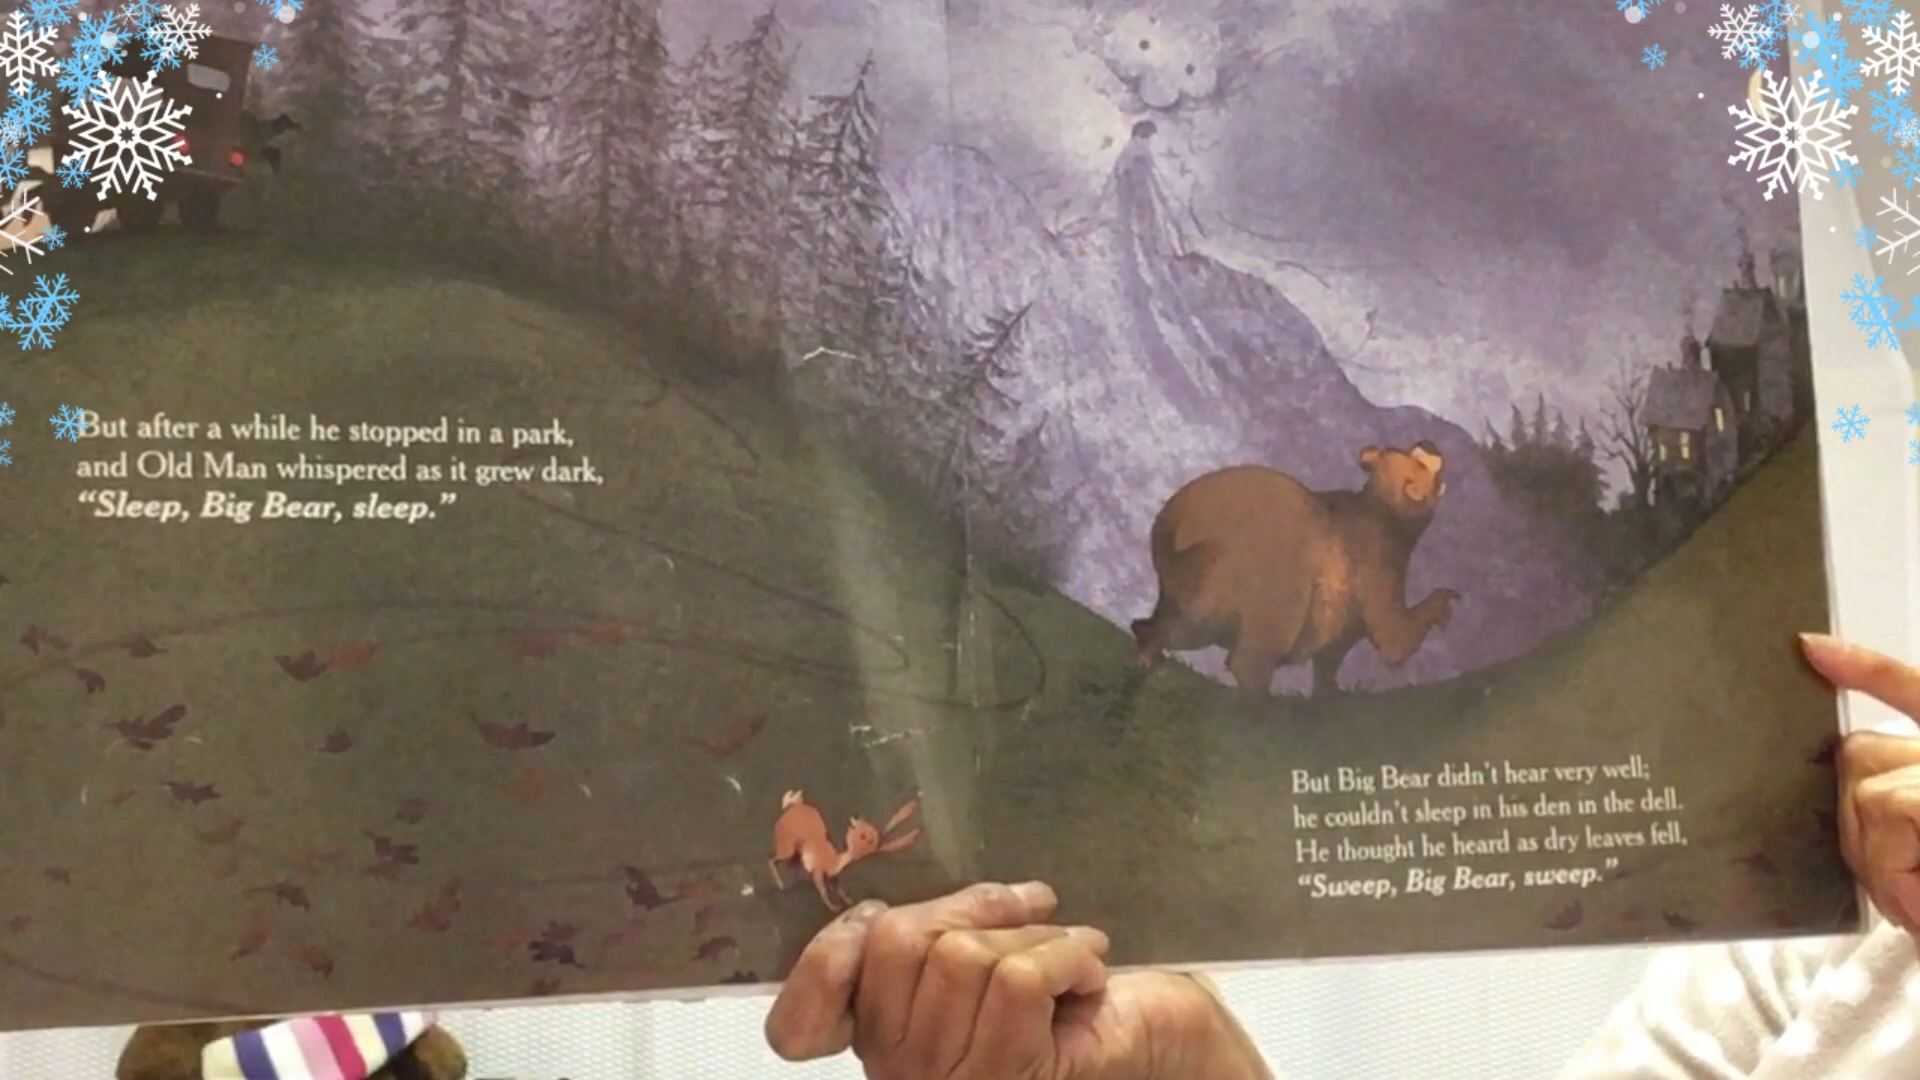 But after a while he stopped in a park,
and Old Man whispered as it grew dark,
“Sleep, Big Bear, sleep.”
But Big Bear didn't hear very well;
he couldn't sleep in his den in the dell.
He thought he heard as dry leaves fell,
“Sweep, Big Bear, sweep.”